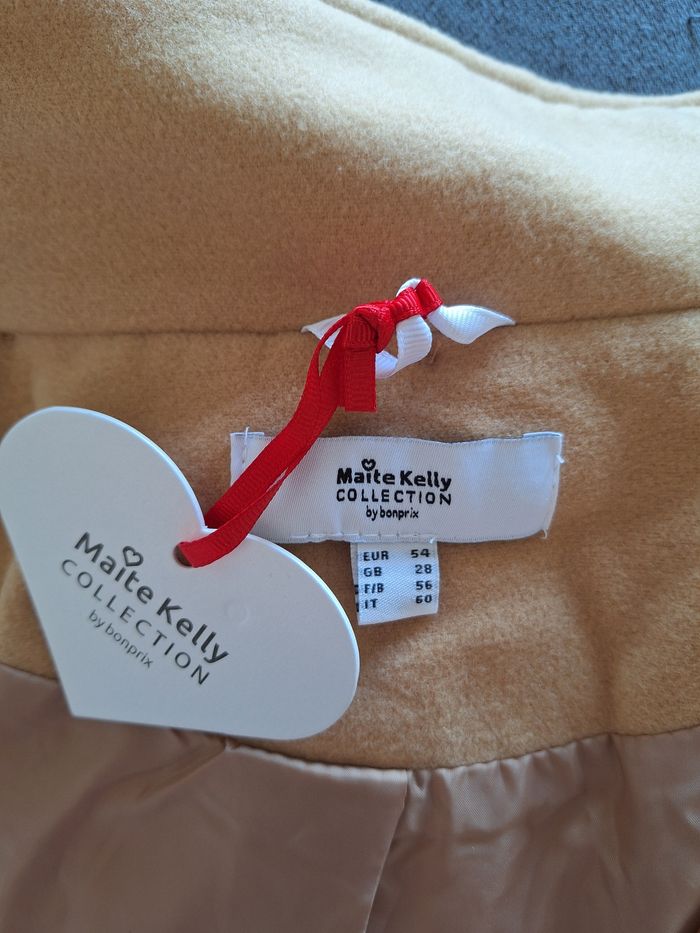 Maite Kelly
COLLECTION
by bonprix
EUR 54
GB 28
F/B 56
IT 60
Maite Kelly
COLLECTION
by bonprix